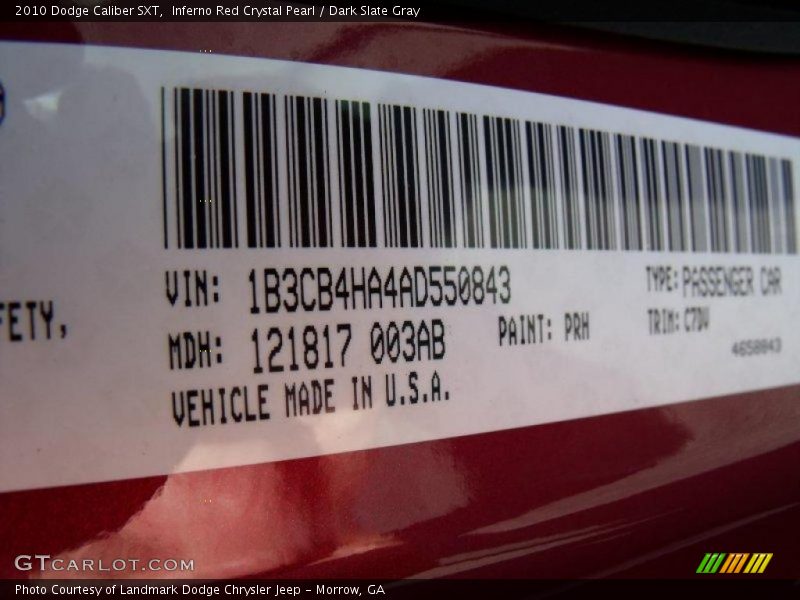 2010 Dodge Caliber SXT,  Inferno Red Crystal Pearl / Dark Slate Gray
VIN: 1B3CB4HA4AD550843 TYPE: PASSENGER CAR
FETY, MDH: 121817 003AB PAINT: PRH TRIM: C7DV
4650043
VEHICLE MADE IN U.S.A.
GTCARLOT.COM
Photo Courtesy of Landmark Dodge Chrysler Jeep - Morrow, GA